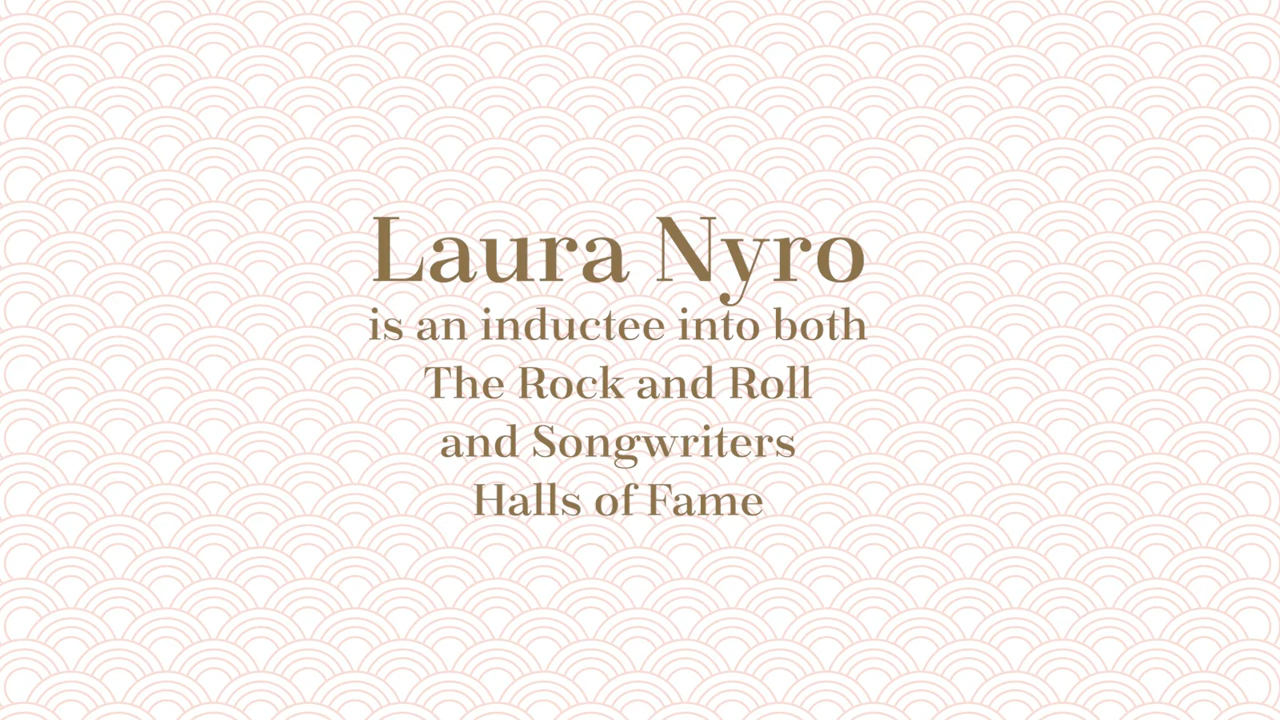 Laura Nyro
is an inductee into both
The Rock and Roll
and Songwriters
Halls of Fame